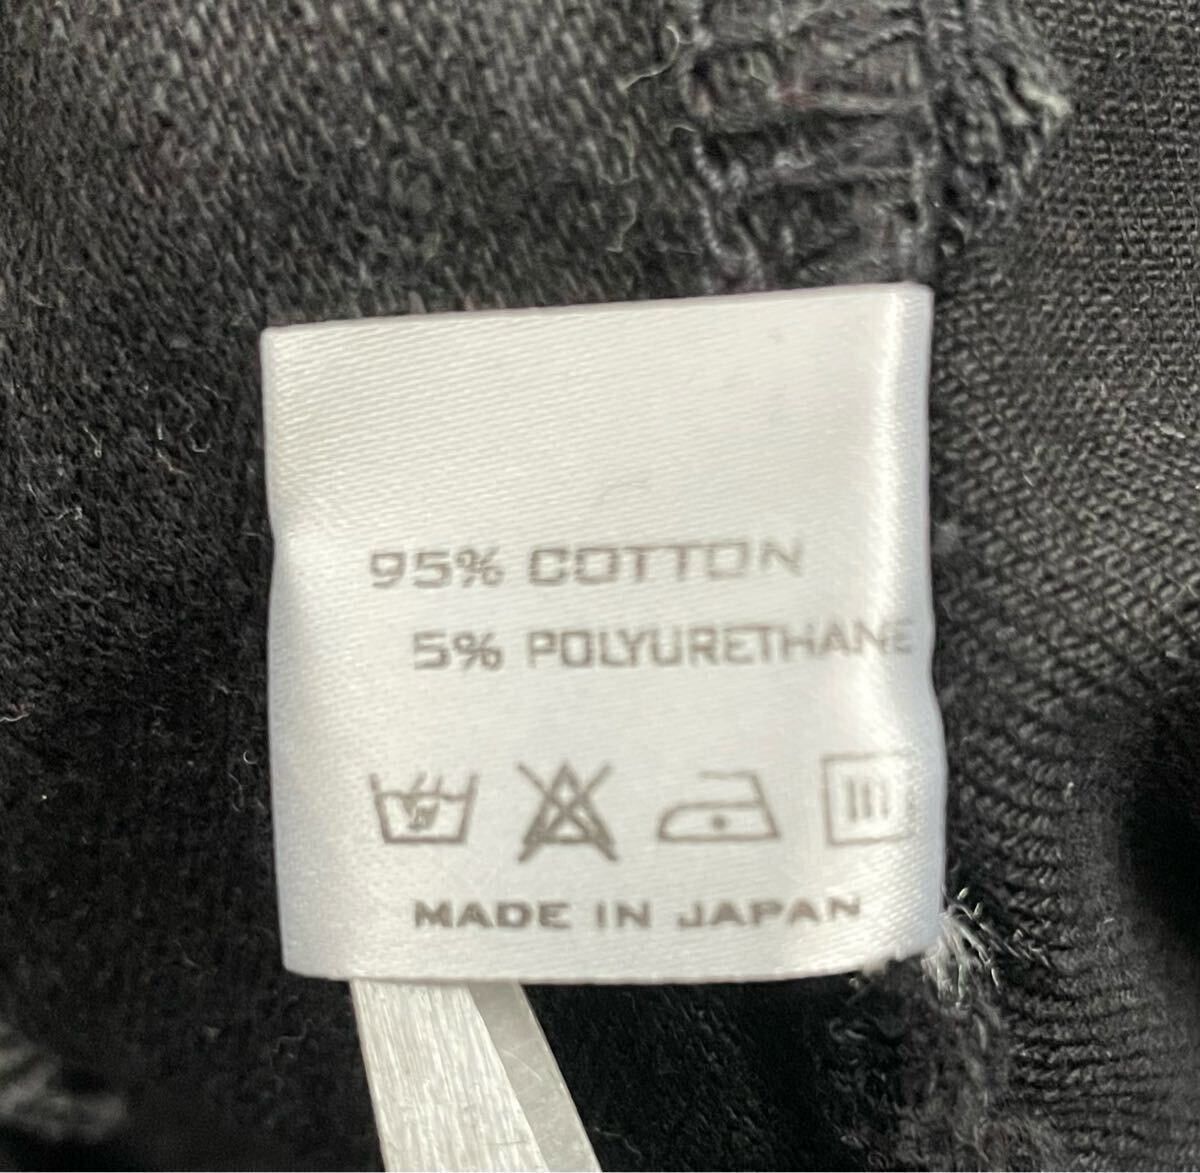 95% COTTON
5% POLYURETHANE
MADE IN JAPAN